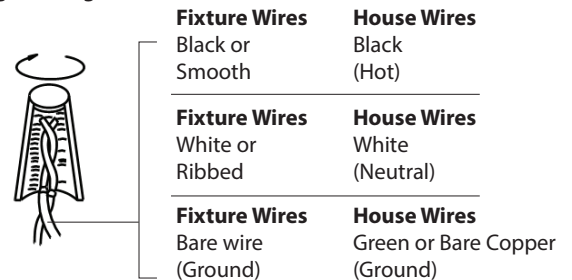 Fixture Wires House Wires
Black or Black
Smooth (Hot)
Fixture Wires House Wires
White or White
Ribbed (Neutral)
Fixture Wires House Wires
Bare wire Green or Bare Copper
(Ground) (Ground)